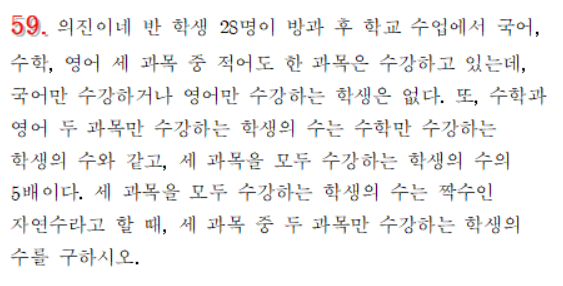 59. 의진이네 반 학생 28명이 방과 후 학교 수업에서 국어,
수학, 영어 세 과목 중 적어도 한 과목은 수강하고 있는데,
국어만 수강하거나 영어만 수강하는 학생은 없다. 또, 수학과
영어 두 과목만 수강하는 학생의 수는 수학만 수강하는
학생의 수와 같고, 세 과목을 모두 수강하는 학생의 수의
5배이다. 세 과목을 모두 수강하는 학생의 수는 짝수인
자연수라고 할 때, 세 과목 중 두 과목만 수강하는 학생의
수를 구하시오.